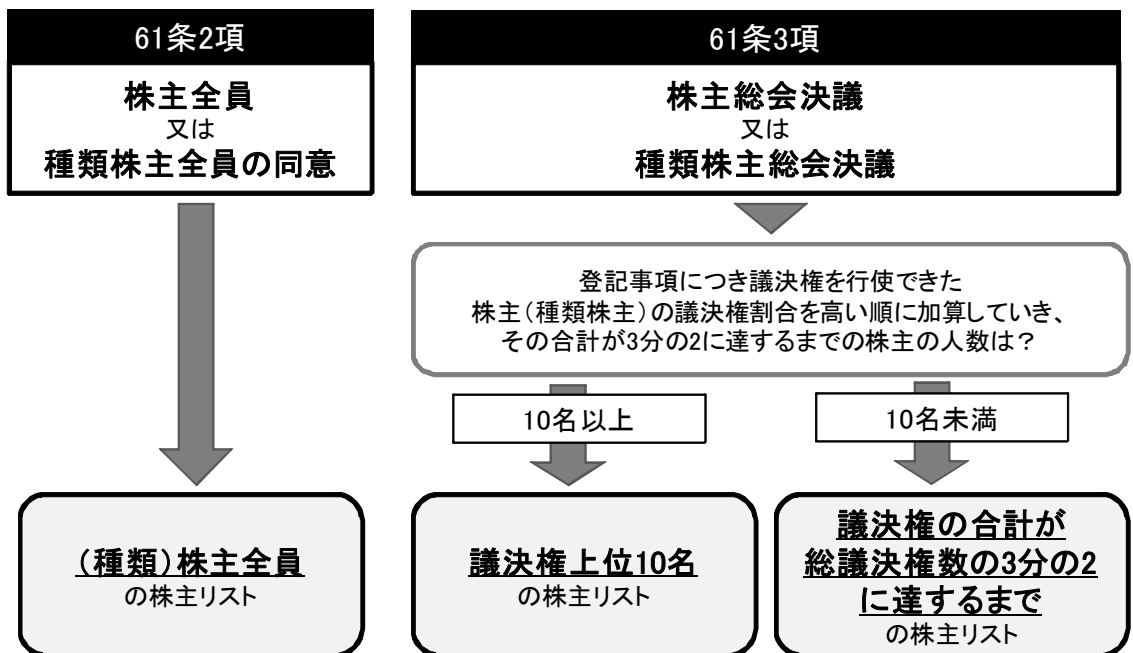 61条2項
株主全員
又は
種類株主全員の同意
61条3項
株主総会決議
又は
種類株主総会決議
登記事項につき議決権を行使できた
株主(種類株主)の議決権割合を高い順に加算していき、
その合計が3分の2に達するまでの株主の人数は?
10名以上
10名未満
(種類)株主全員
の株主リスト
議決権上位10名
の株主リスト
議決権の合計が
総議決権数の3分の2
に達するまで
の株主リスト